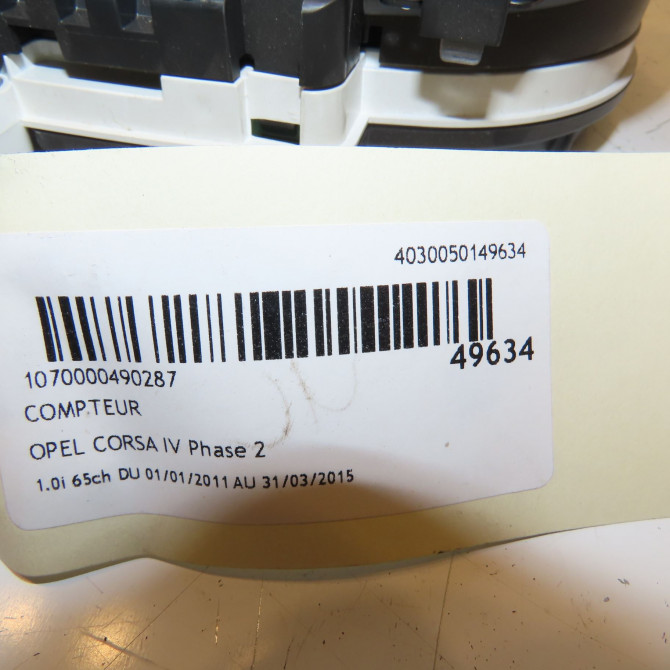 4030050149634
49634
1070000490287
COMPTEUR
OPEL CORSA IV Phase 2
1.0i 65ch DU 01/01/2011 AU 31/03/2015